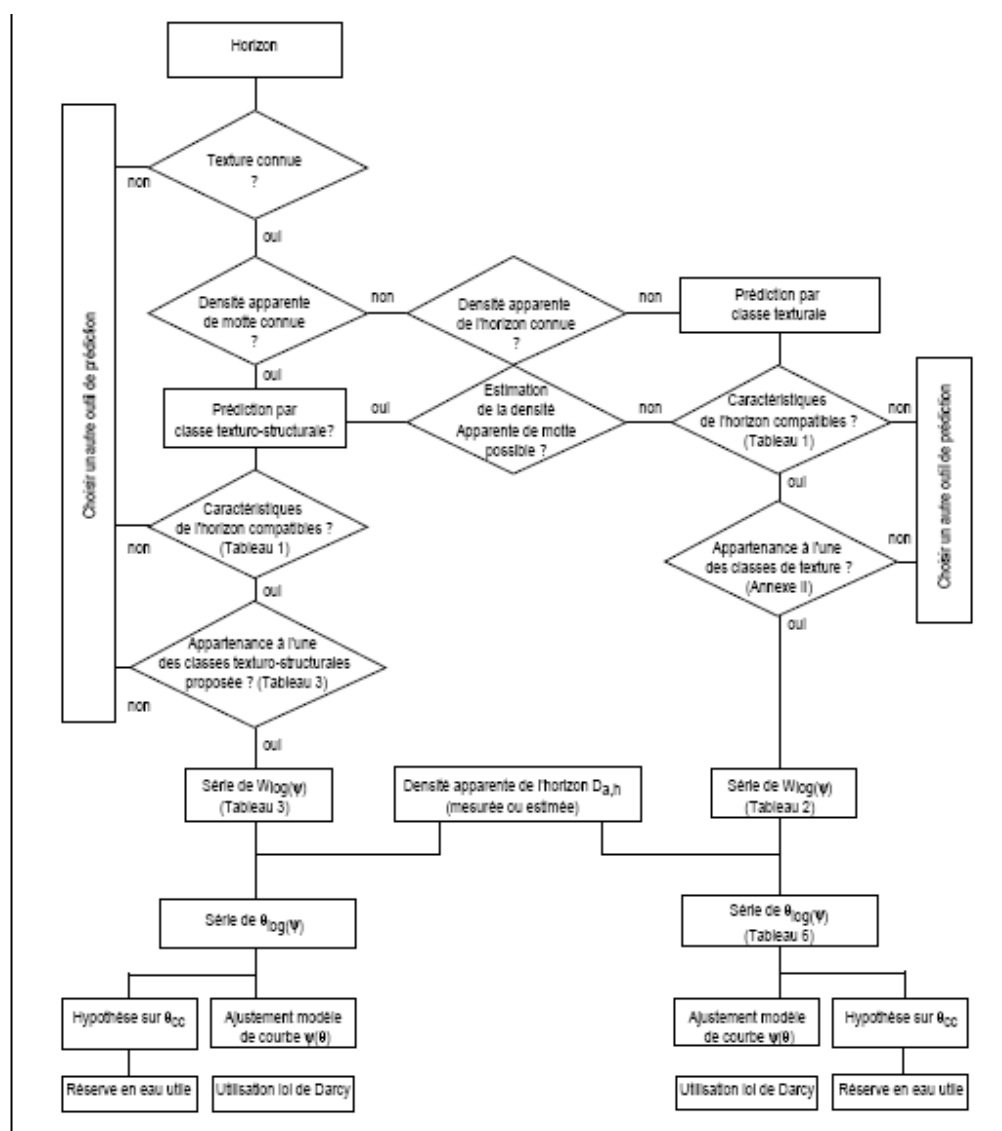 Horizon
Texture connue
?
non
oui
Densité apparente
de motte connue
?
non
Densité apparente
de l'horizon connue
?
non
Prédiction par
classe texturale
oui
Prédiction par
classe texturo-structurale?
oui
Estimation
de la densité
Apparente de motte
possible ?
non
Caractéristiques
de l'horizon compatibles ?
(Tableau 1)
non
oui
Choisir un autre outil de prédiction
Caractéristiques
de l'horizon compatibles ?
(Tableau 1)
non
oui
Appartenance à l'une
des classes de texture ?
(Annexe II)
non
oui
Choisir un autre outil de prédiction
Appartenance à l'une
des classes texturo-structurales
proposée ? (Tableau 3)
non
oui
Série de Wlog(ψ)
(Tableau 3)
Densité apparente de l'horizon Da,h
(mesurée ou estimée)
Série de Wlog(ψ)
(Tableau 2)
Série de θlog(ψ)
Série de θlog(ψ)
(Tableau 6)
Hypothèse sur θcc
Ajustement modèle
de courbe ψ(θ)
Ajustement modèle
de courbe ψ(θ)
Hypothèse sur θcc
Réserve en eau utile
Utilisation loi de Darcy
Utilisation loi de Darcy
Réserve en eau utile